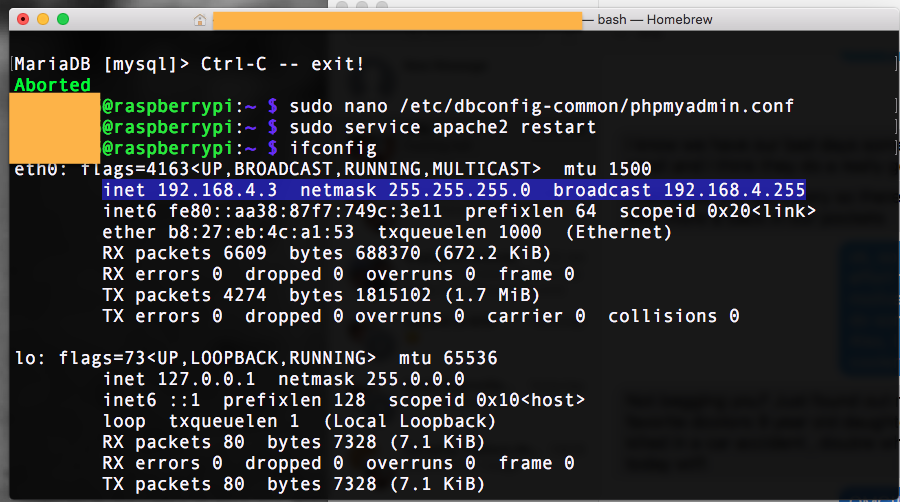 — bash — Homebrew
MariaDB [mysql]> Ctrl-C -- exit!
Aborted
@raspberrypi:~ $ sudo nano /etc/dbconfig-common/phpmyadmin.conf
@raspberrypi:~ $ sudo service apache2 restart
@raspberrypi:~ $ ifconfig
eth0: flags=4163<UP,BROADCAST,RUNNING,MULTICAST>  mtu 1500
inet 192.168.4.3  netmask 255.255.255.0  broadcast 192.168.4.255
inet6 fe80::aa38:87f7:749c:3e11  prefixlen 64  scopeid 0x20<link>
ether b8:27:eb:4c:a1:53  txqueuelen 1000  (Ethernet)
RX packets 6609  bytes 688370 (672.2 KiB)
RX errors 0  dropped 0  overruns 0  frame 0
TX packets 4274  bytes 1815102 (1.7 MiB)
TX errors 0  dropped 0 overruns 0  carrier 0  collisions 0
lo: flags=73<UP,LOOPBACK,RUNNING>  mtu 65536
inet 127.0.0.1  netmask 255.0.0.0
inet6 ::1  prefixlen 128  scopeid 0x10<host>
loop  txqueuelen 1  (Local Loopback)
RX packets 80  bytes 7328 (7.1 KiB)
RX errors 0  dropped 0  overruns 0  frame 0
TX packets 80  bytes 7328 (7.1 KiB)